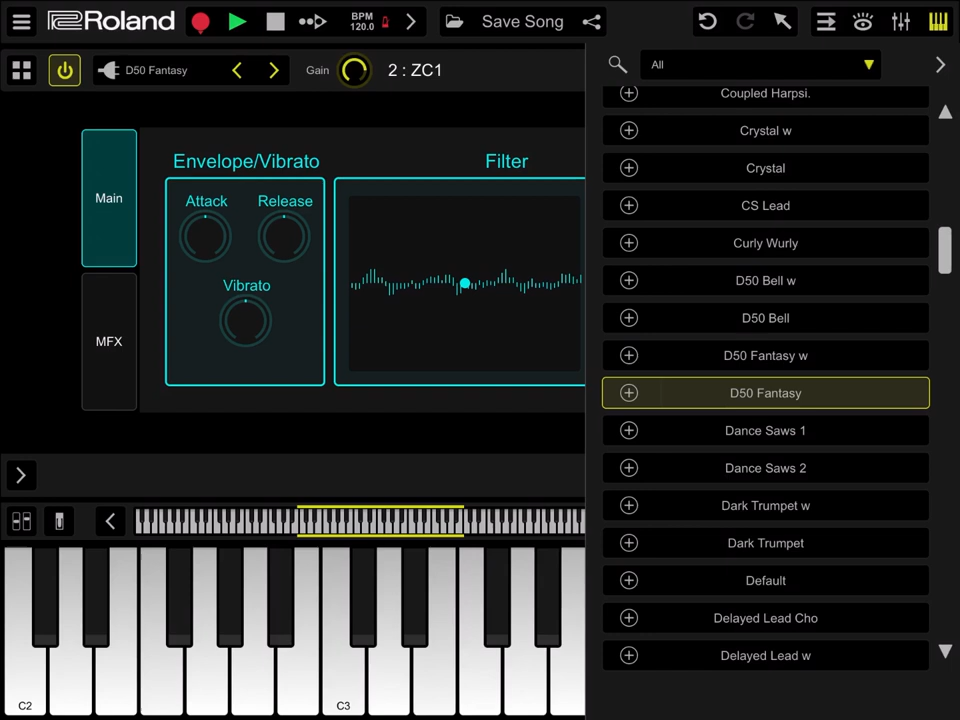 Roland
BPM
120.0
Save Song
D50 Fantasy
Gain
2 : ZC1
All
Main
MFX
Envelope/Vibrato
Attack
Release
Vibrato
Filter
Coupled Harpsi.
Crystal w
Crystal
CS Lead
Curly Wurly
D50 Bell w
D50 Bell
D50 Fantasy w
D50 Fantasy
Dance Saws 1
Dance Saws 2
Dark Trumpet w
Dark Trumpet
Default
Delayed Lead Cho
Delayed Lead w
C2
C3